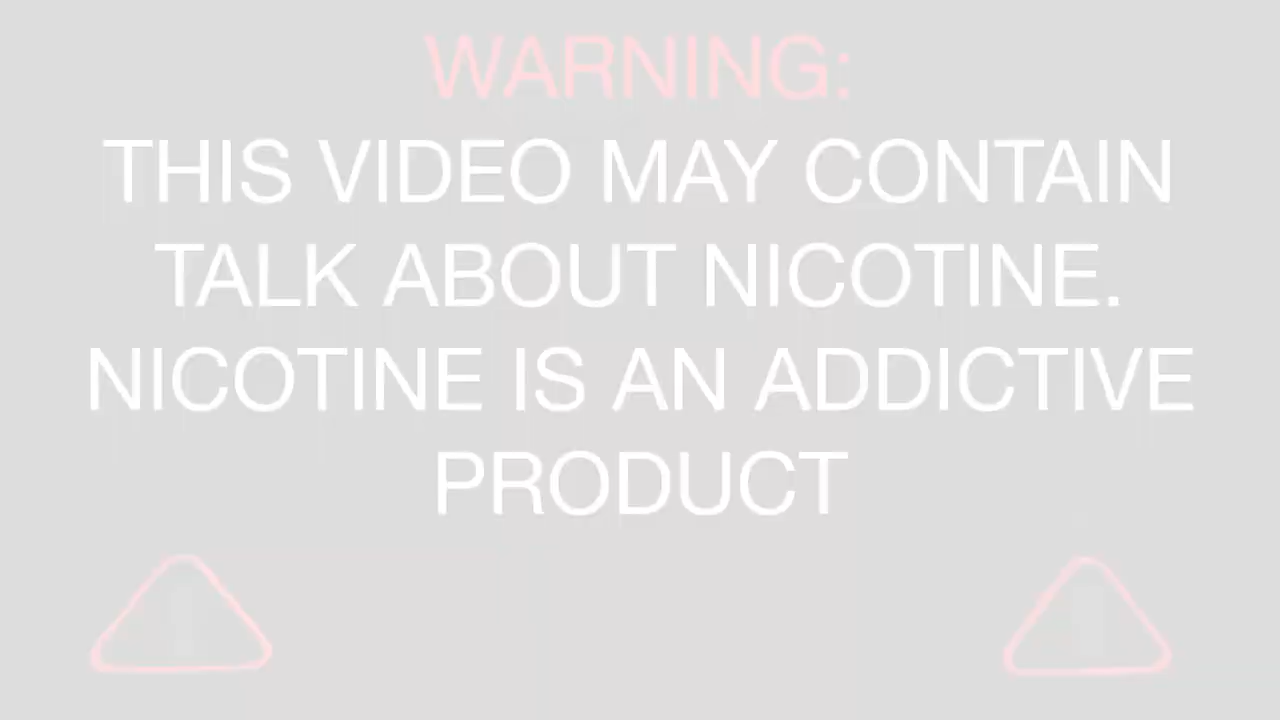 WARNING:
THIS VIDEO MAY CONTAIN
TALK ABOUT NICOTINE.
NICOTINE IS AN ADDICTIVE
PRODUCT